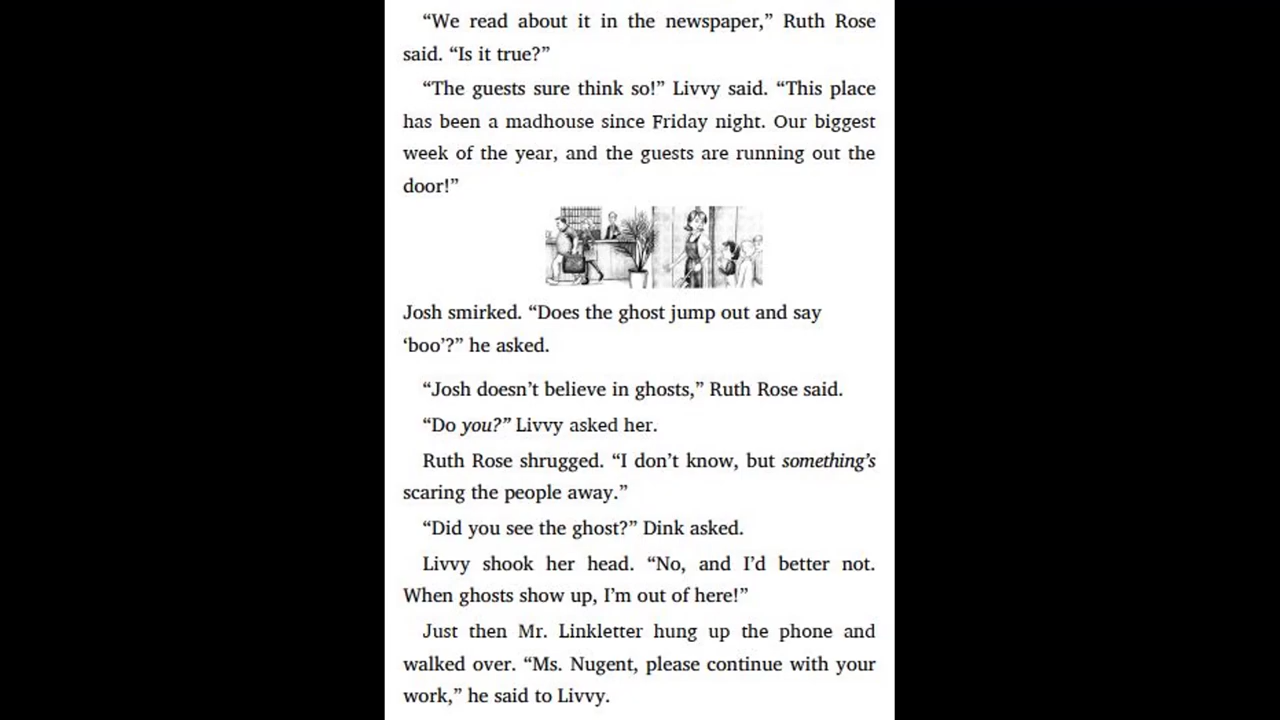 “We read about it in the newspaper,” Ruth Rose
said. “Is it true?”
“The guests sure think so!” Livvy said. “This place
has been a madhouse since Friday night. Our biggest
week of the year, and the guests are running out the
door!”
Josh smirked. “Does the ghost jump out and say
‘boo’?” he asked.
“Josh doesn’t believe in ghosts,” Ruth Rose said.
“Do you?” Livvy asked her.
Ruth Rose shrugged. “I don’t know, but something’s
scaring the people away.”
“Did you see the ghost?” Dink asked.
Livvy shook her head. “No, and I’d better not.
When ghosts show up, I’m out of here!”
Just then Mr. Linkletter hung up the phone and
walked over. “Ms. Nugent, please continue with your
work,” he said to Livvy.